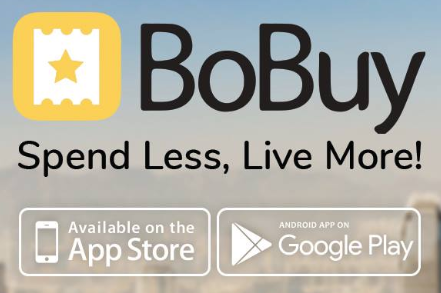 BoBuy
Spend Less, Live More!
Available on the
App Store
ANDROID APP ON
Google Play